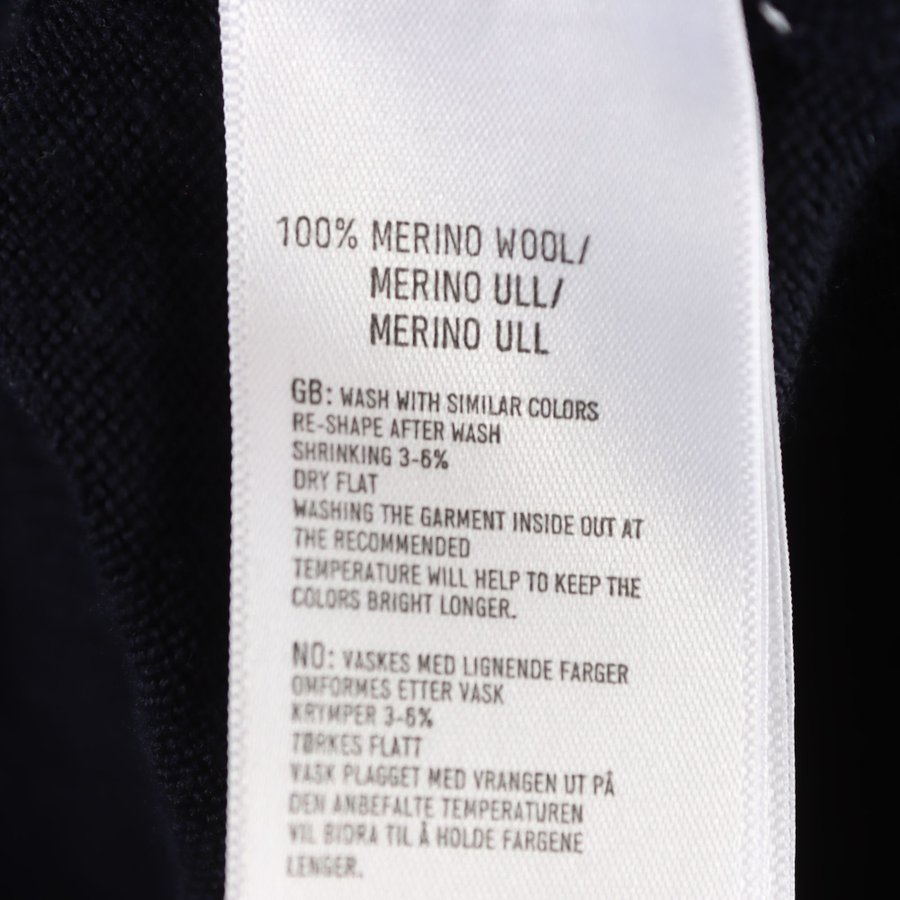 100% MERINO WOOL/
MERINO ULL/
MERINO ULL
GB: WASH WITH SIMILAR COLORS
RE-SHAPE AFTER WASH
SHRINKING 3-6%
DRY FLAT
WASHING THE GARMENT INSIDE OUT AT
THE RECOMMENDED
TEMPERATURE WILL HELP TO KEEP THE
COLORS BRIGHT LONGER.
NO: VASKES MED LIGNENDE FARGER
OMFORMES ETTER VASK
KRYMPER 3-6%
TØRKES FLATT
VASK PLAGGET MED VRANGEN UT PÅ
DEN ANBEFALTE TEMPERATUREN
VIL BIDRA TIL Å HOLDE FARGENE
LENGER.